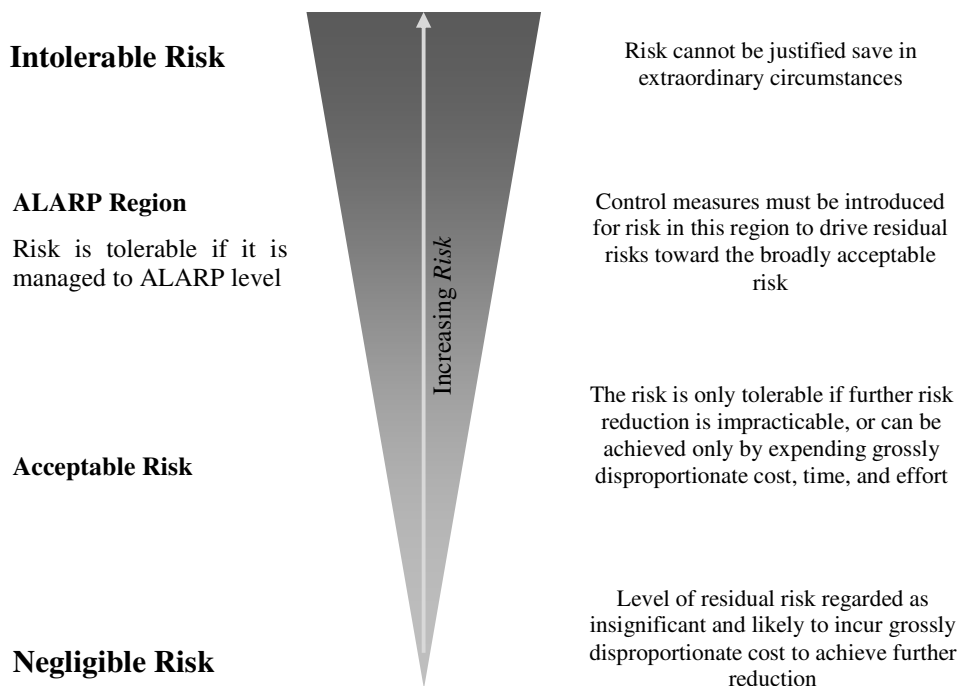 Intolerable Risk
Risk cannot be justified save in
extraordinary circumstances
ALARP Region
Risk is tolerable if it is
managed to ALARP level
Control measures must be introduced
for risk in this region to drive residual
risks toward the broadly acceptable
risk
Increasing Risk
Acceptable Risk
The risk is only tolerable if further risk
reduction is impracticable, or can be
achieved only by expending grossly
disproportionate cost, time, and effort
Negligible Risk
Level of residual risk regarded as
insignificant and likely to incur grossly
disproportionate cost to achieve further
reduction